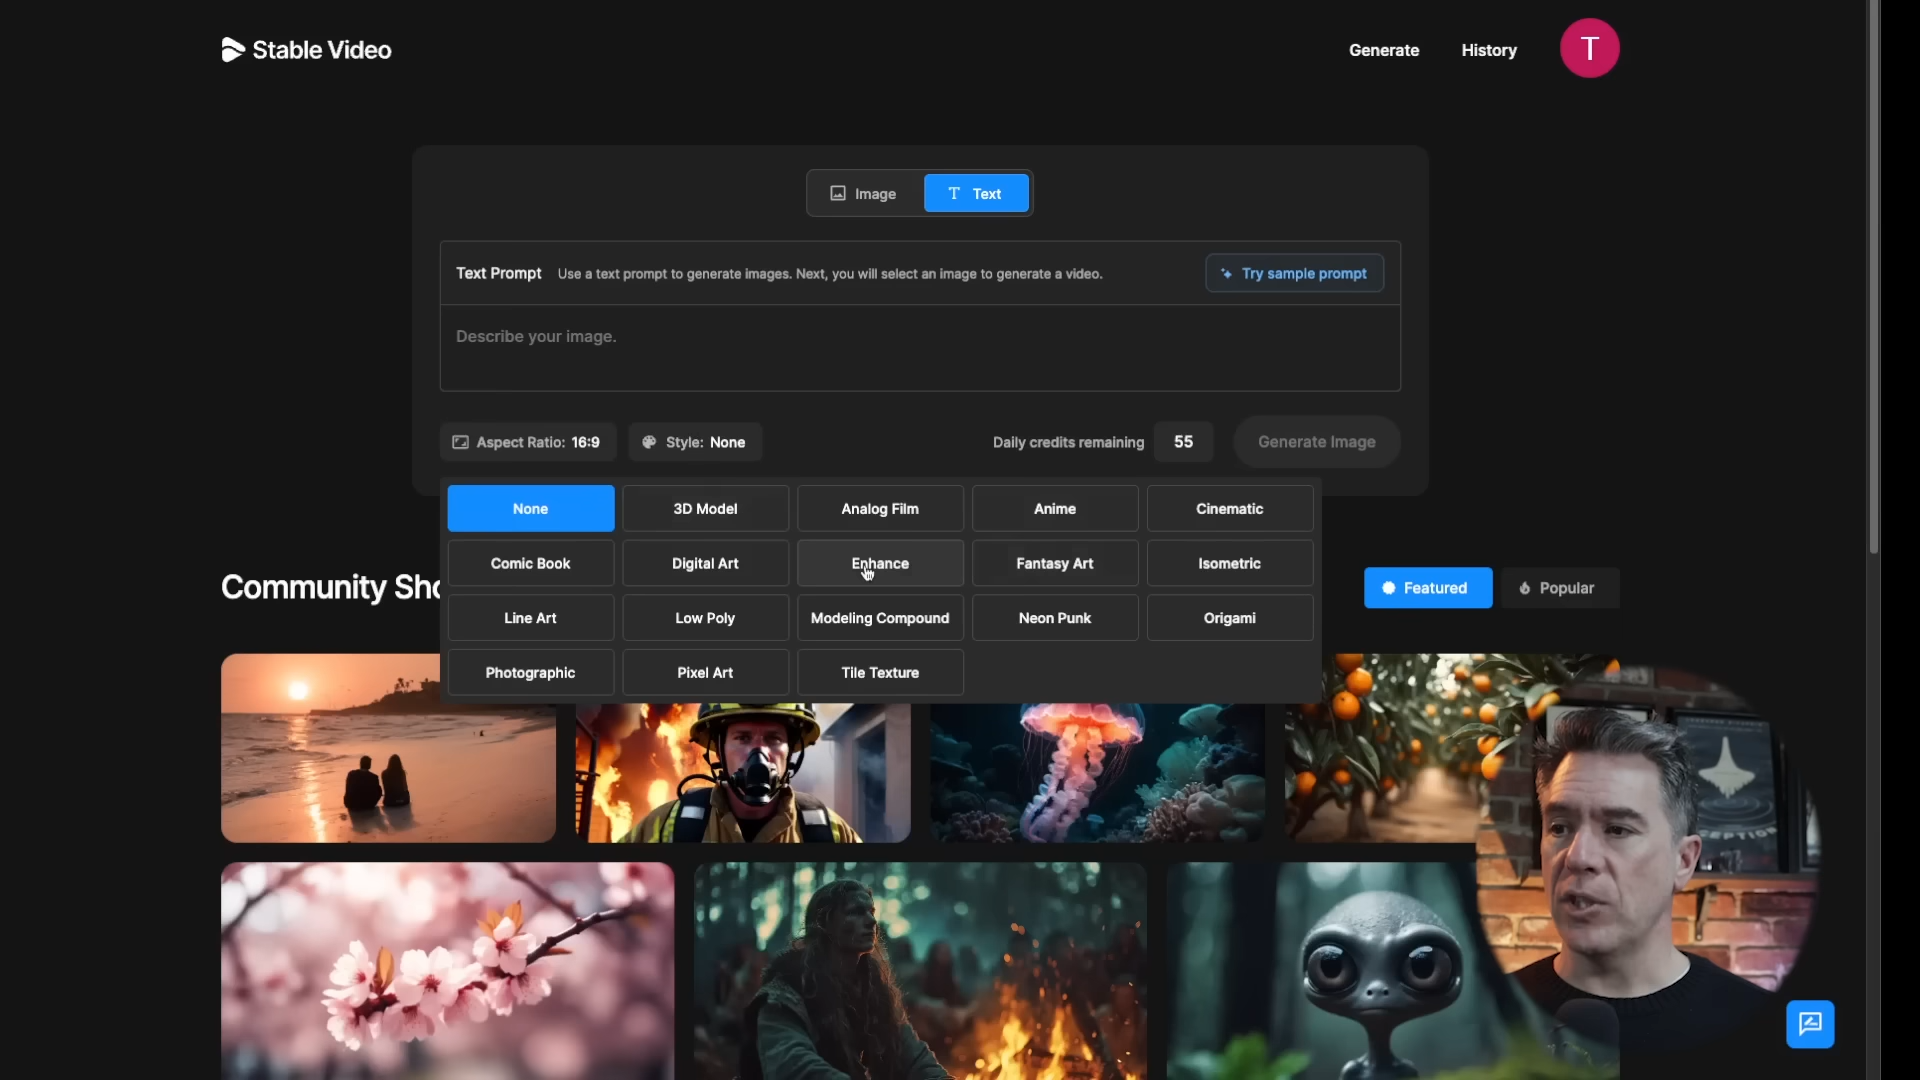 Stable Video
Generate
History
T
Image
Text
Text Prompt
Use a text prompt to generate images. Next, you will select an image to generate a video.
Try sample prompt
Describe your image.
Aspect Ratio: 16:9
Style: None
Daily credits remaining
55
Generate Image
None
3D Model
Analog Film
Anime
Cinematic
Comic Book
Digital Art
Enhance
Fantasy Art
Isometric
Line Art
Low Poly
Modeling Compound
Neon Punk
Origami
Photographic
Pixel Art
Tile Texture
Community Sho
Featured
Popular